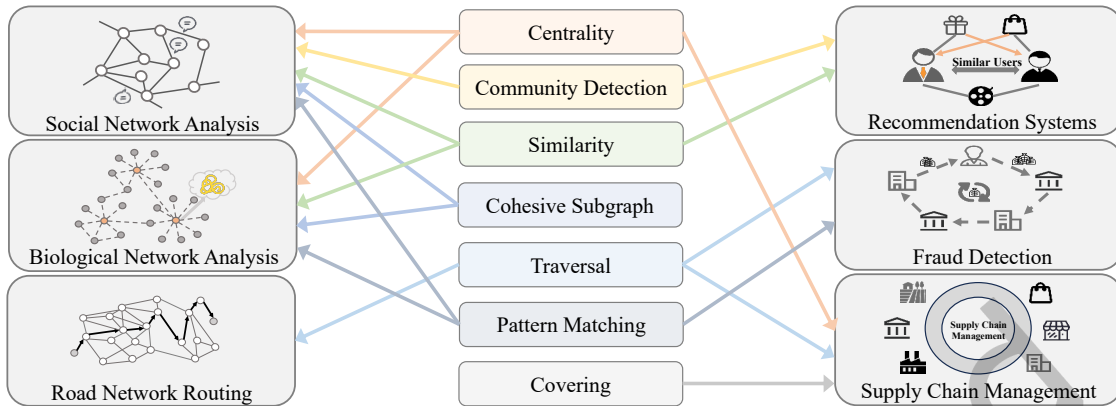 Social Network Analysis
Biological Network Analysis
Road Network Routing
Centrality
Community Detection
Similarity
Cohesive Subgraph
Traversal
Pattern Matching
Covering
Similar Users
Recommendation Systems
Fraud Detection
Supply Chain
Management
Supply Chain Management